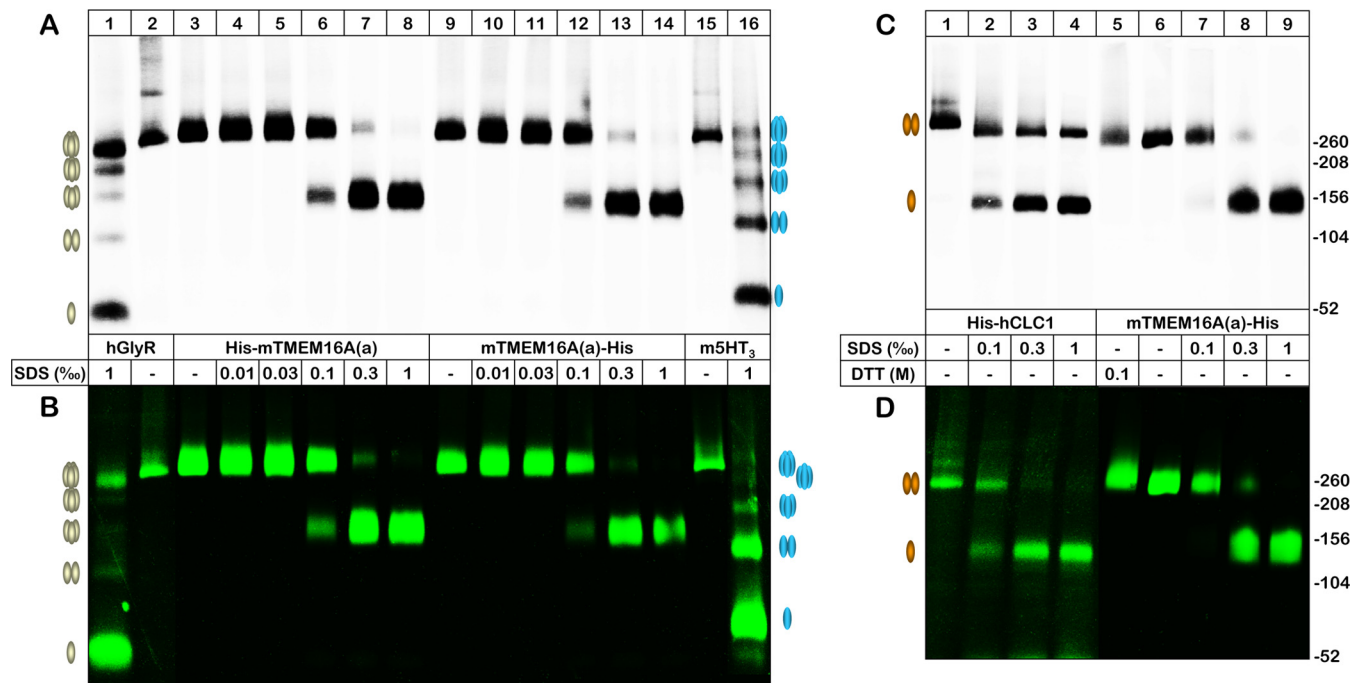 A
1 2 3 4 5 6 7 8 9 10 11 12 13 14 15 16
hGlyR His-mTMEM16A(a) mTMEM16A(a)-His m5HT3
SDS (‰) 1 - - 0.01 0.03 0.1 0.3 1 - 0.01 0.03 0.1 0.3 1 - 1
B
C
1 2 3 4 5 6 7 8 9
-260
-208
-156
-104
-52
His-hCLC1 mTMEM16A(a)-His
SDS (‰) - 0.1 0.3 1 - - 0.1 0.3 1
DTT (M) - - - - 0.1 - - - -
D
-260
-208
-156
-104
-52